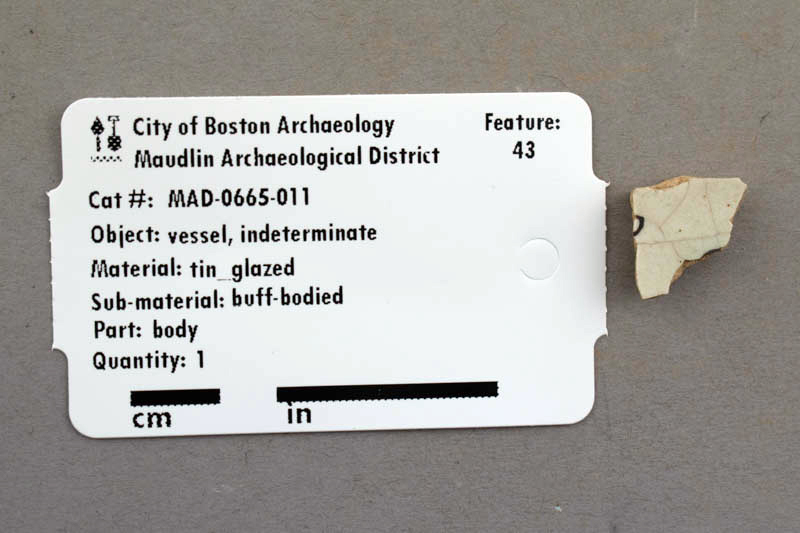 City of Boston Archaeology
Maudlin Archaeological District
Feature:
43
Cat #: MAD-0665-011
Object: vessel, indeterminate
Material: tin_glazed
Sub-material: buff-bodied
Part: body
Quantity: 1
cm in